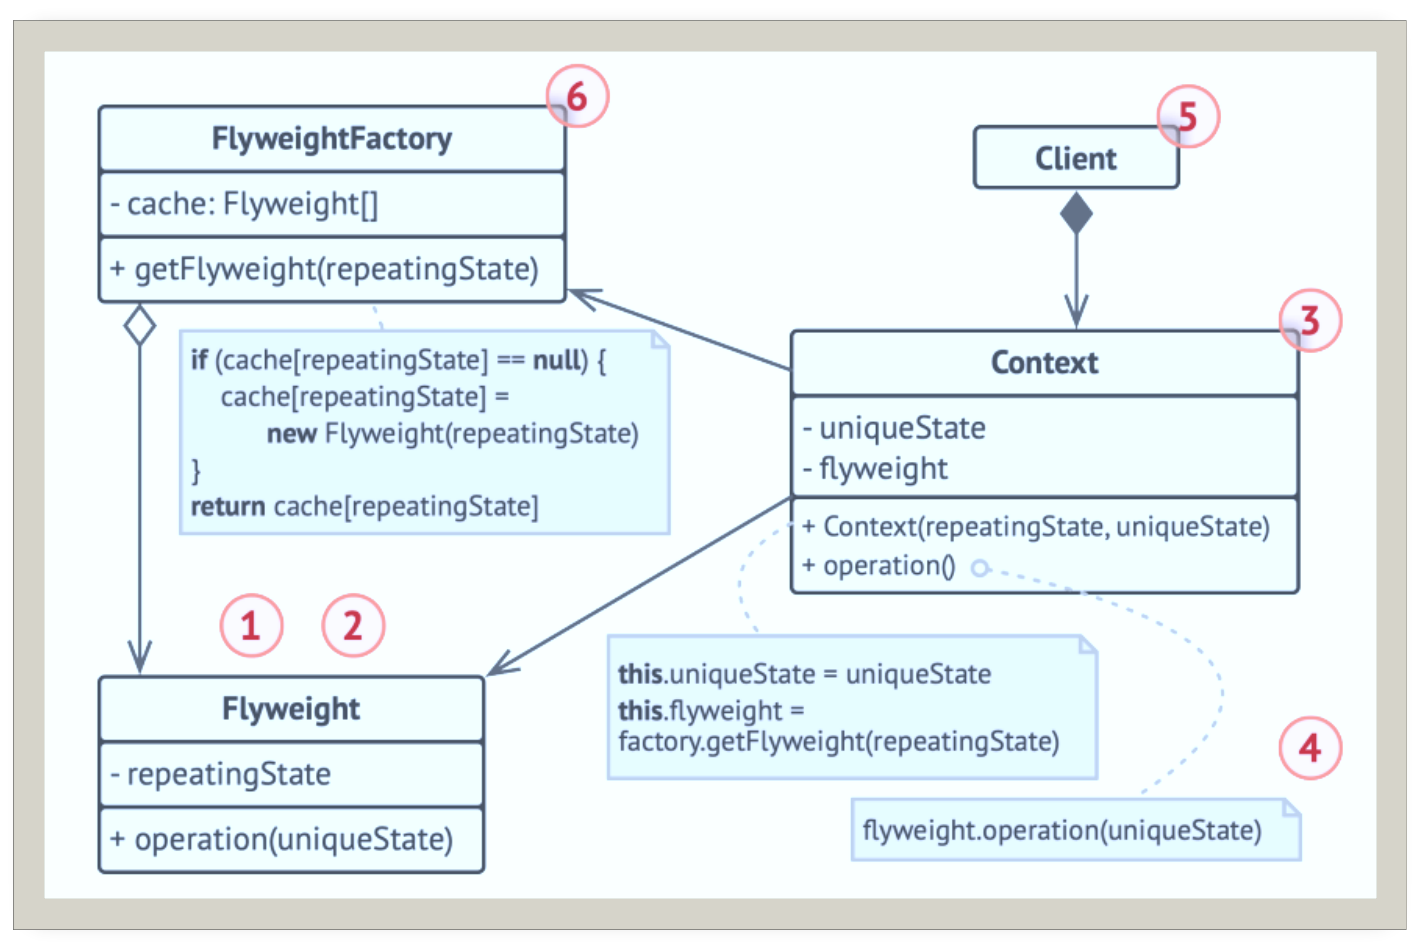 6
FlyweightFactory
- cache: Flyweight[]
+ getFlyweight(repeatingState)
if (cache[repeatingState] == null) {
cache[repeatingState] =
new Flyweight(repeatingState)
}
return cache[repeatingState]
5
Client
3
Context
- uniqueState
- flyweight
+ Context(repeatingState, uniqueState)
+ operation()
1
2
Flyweight
- repeatingState
+ operation(uniqueState)
this.uniqueState = uniqueState
this.flyweight =
factory.getFlyweight(repeatingState)
4
flyweight.operation(uniqueState)